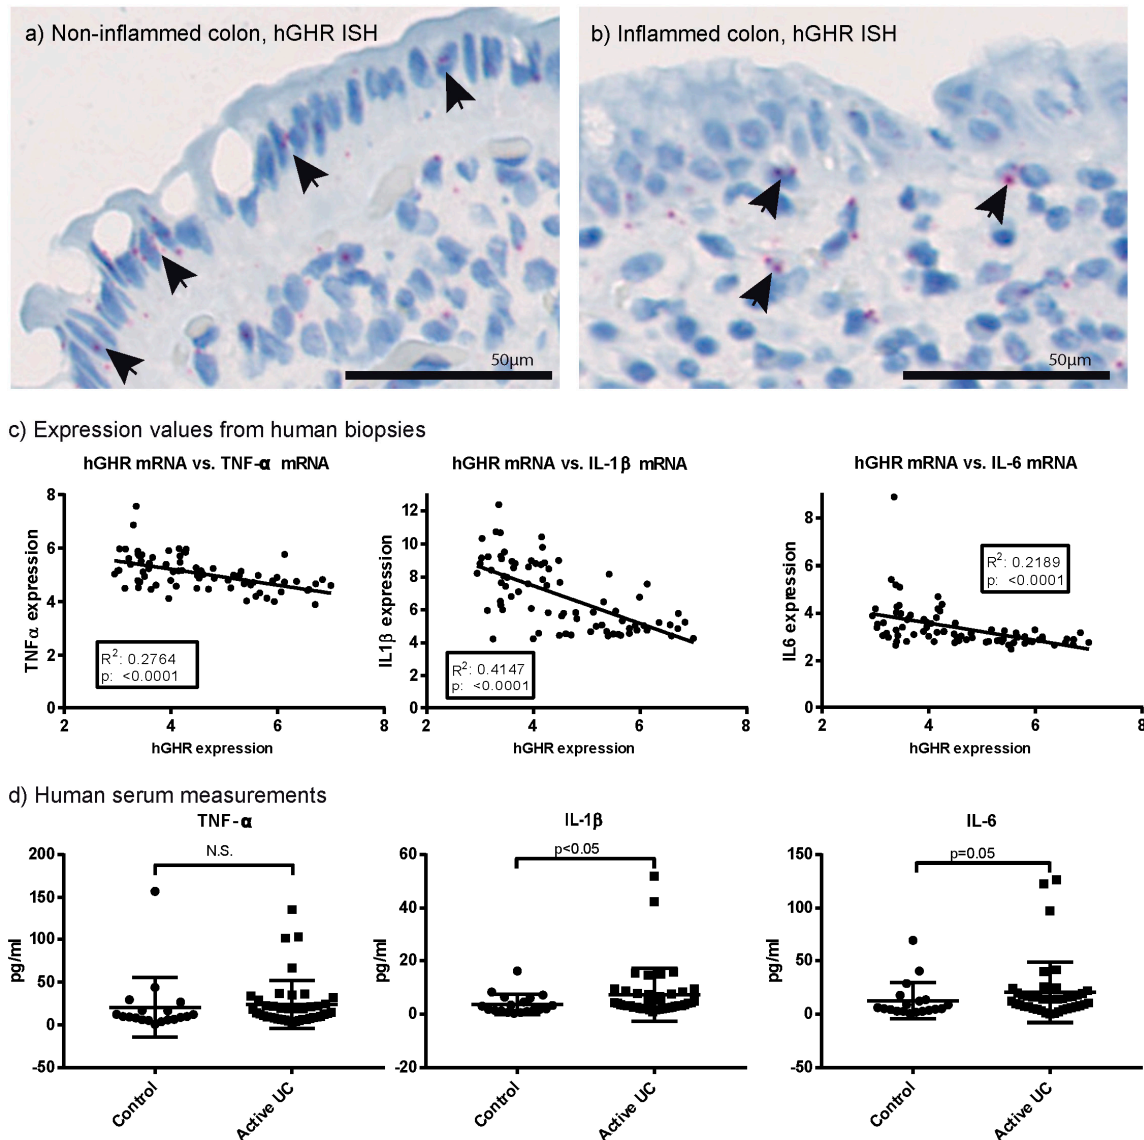 a) Non-inflammed colon, hGHR ISH
b) Inflammed colon, hGHR ISH
50µm
50µm
c) Expression values from human biopsies
hGHR mRNA vs. TNF-α mRNA
hGHR mRNA vs. IL-1β mRNA
hGHR mRNA vs. IL-6 mRNA
TNFα expression
8
6
4
2
0
R²: 0.2764
p: <0.0001
2
4
6
8
hGHR expression
IL1β expression
12
10
8
6
4
2
0
R²: 0.4147
p: <0.0001
2
4
6
8
hGHR expression
IL6 expression
8
6
4
2
0
R²: 0.2189
p: <0.0001
2
4
6
8
hGHR expression
d) Human serum measurements
TNF-α
pg/ml
200
150
100
50
0
-50
N.S.
Control
Active UC
IL-1β
pg/ml
60
40
20
0
-20
p<0.05
Control
Active UC
IL-6
pg/ml
150
100
50
0
-50
p=0.05
Control
Active UC